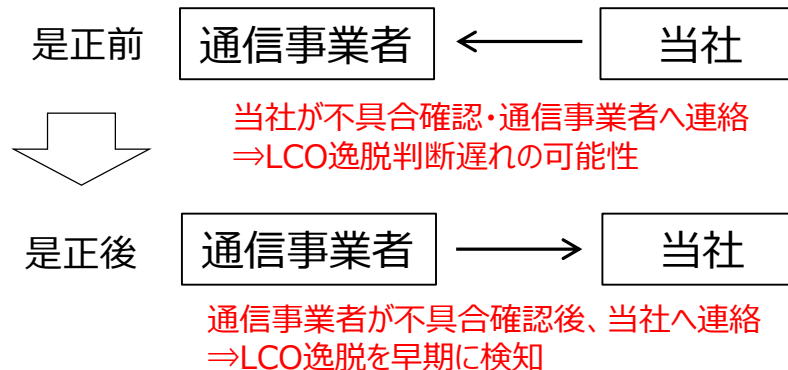 是正前 通信事業者 当社
当社が不具合確認・通信事業者へ連絡
⇒LCO逸脱判断遅れの可能性
是正後 通信事業者 当社
通信事業者が不具合確認後、当社へ連絡
⇒LCO逸脱を早期に検知